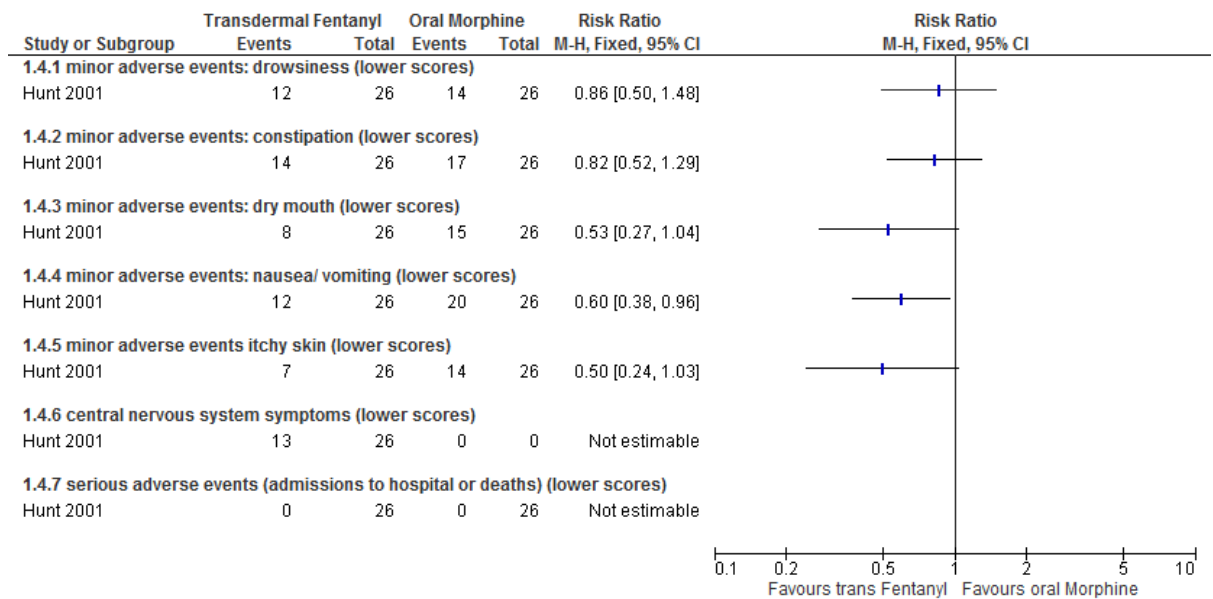 Transdermal Fentanyl Oral Morphine Risk Ratio Risk Ratio
Study or Subgroup Events Total Events Total M-H, Fixed, 95% CI M-H, Fixed, 95% CI
1.4.1 minor adverse events: drowsiness (lower scores)
Hunt 2001 12 26 14 26 0.86 [0.50, 1.48]
1.4.2 minor adverse events: constipation (lower scores)
Hunt 2001 14 26 17 26 0.82 [0.52, 1.29]
1.4.3 minor adverse events: dry mouth (lower scores)
Hunt 2001 8 26 15 26 0.53 [0.27, 1.04]
1.4.4 minor adverse events: nausea/ vomiting (lower scores)
Hunt 2001 12 26 20 26 0.60 [0.38, 0.96]
1.4.5 minor adverse events itchy skin (lower scores)
Hunt 2001 7 26 14 26 0.50 [0.24, 1.03]
1.4.6 central nervous system symptoms (lower scores)
Hunt 2001 13 26 0 0 Not estimable
1.4.7 serious adverse events (admissions to hospital or deaths) (lower scores)
Hunt 2001 0 26 0 26 Not estimable
0.1 0.2 0.5 1 2 5 10
Favours trans Fentanyl Favours oral Morphine